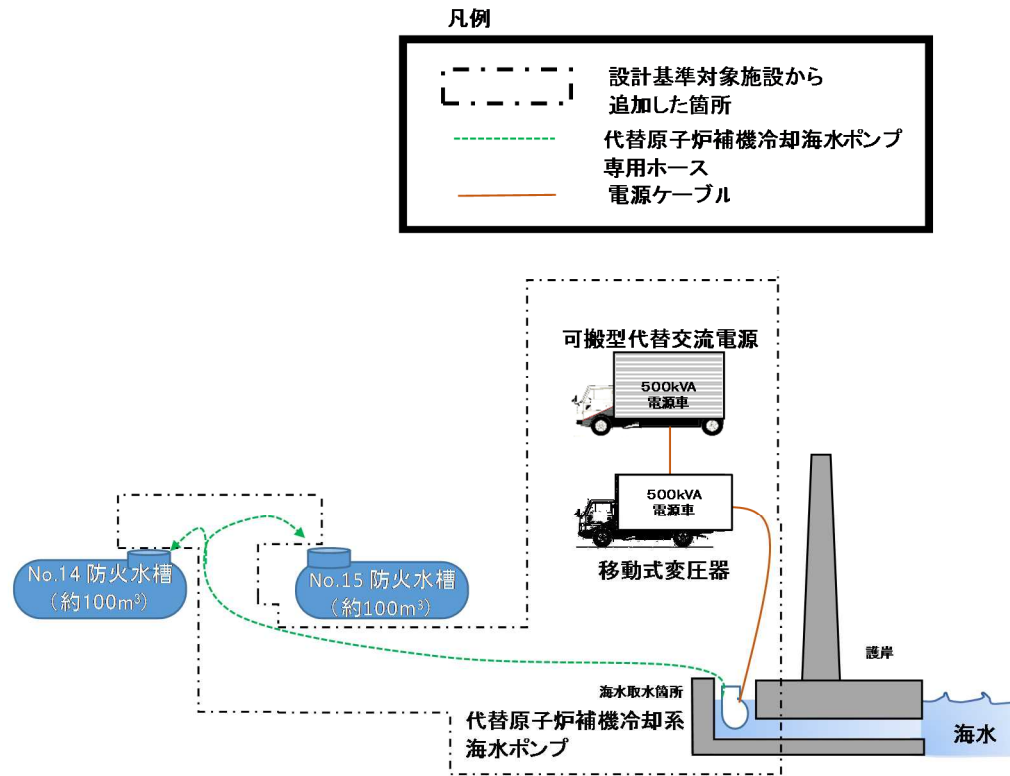 凡例
設計基準対象施設から
追加した箇所
代替原子炉補機冷却海水ポンプ
専用ホース
電源ケーブル
可搬型代替交流電源
500kVA
電源車
500kVA
電源車
移動式変圧器
No.14 防火水槽
（約100m³）
No.15 防火水槽
（約100m³）
護岸
海水取水箇所
代替原子炉補機冷却系
海水ポンプ
海水